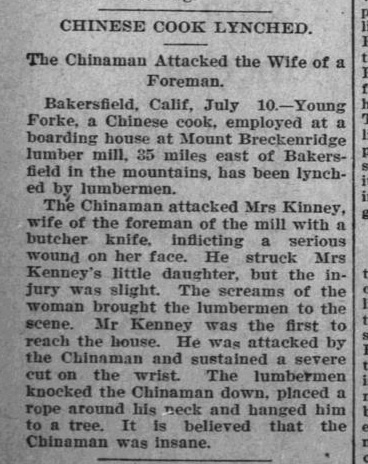 CHINESE COOK LYNCHED.
The Chinaman Attacked the Wife of a
Foreman.
Bakersfield, Calif, July 10.—Young
Forke, a Chinese cook, employed at a
boarding house at Mount Breckenridge
lumber mill, 35 miles east of Bakers-
field in the mountains, has been lynch-
ed by lumbermen.
The Chinaman attacked Mrs Kinney,
wife of the foreman of the mill with a
butcher knife, inflicting a serious
wound on her face. He struck Mrs
Kenney's little daughter, but the in-
jury was slight. The screams of the
woman brought the lumbermen to the
scene. Mr Kenney was the first to
reach the house. He was attacked by
the Chinaman and sustained a severe
cut on the wrist. The lumbermen
knocked the Chinaman down, placed a
rope around his neck and hanged him
to a tree. It is believed that the
Chinaman was insane.